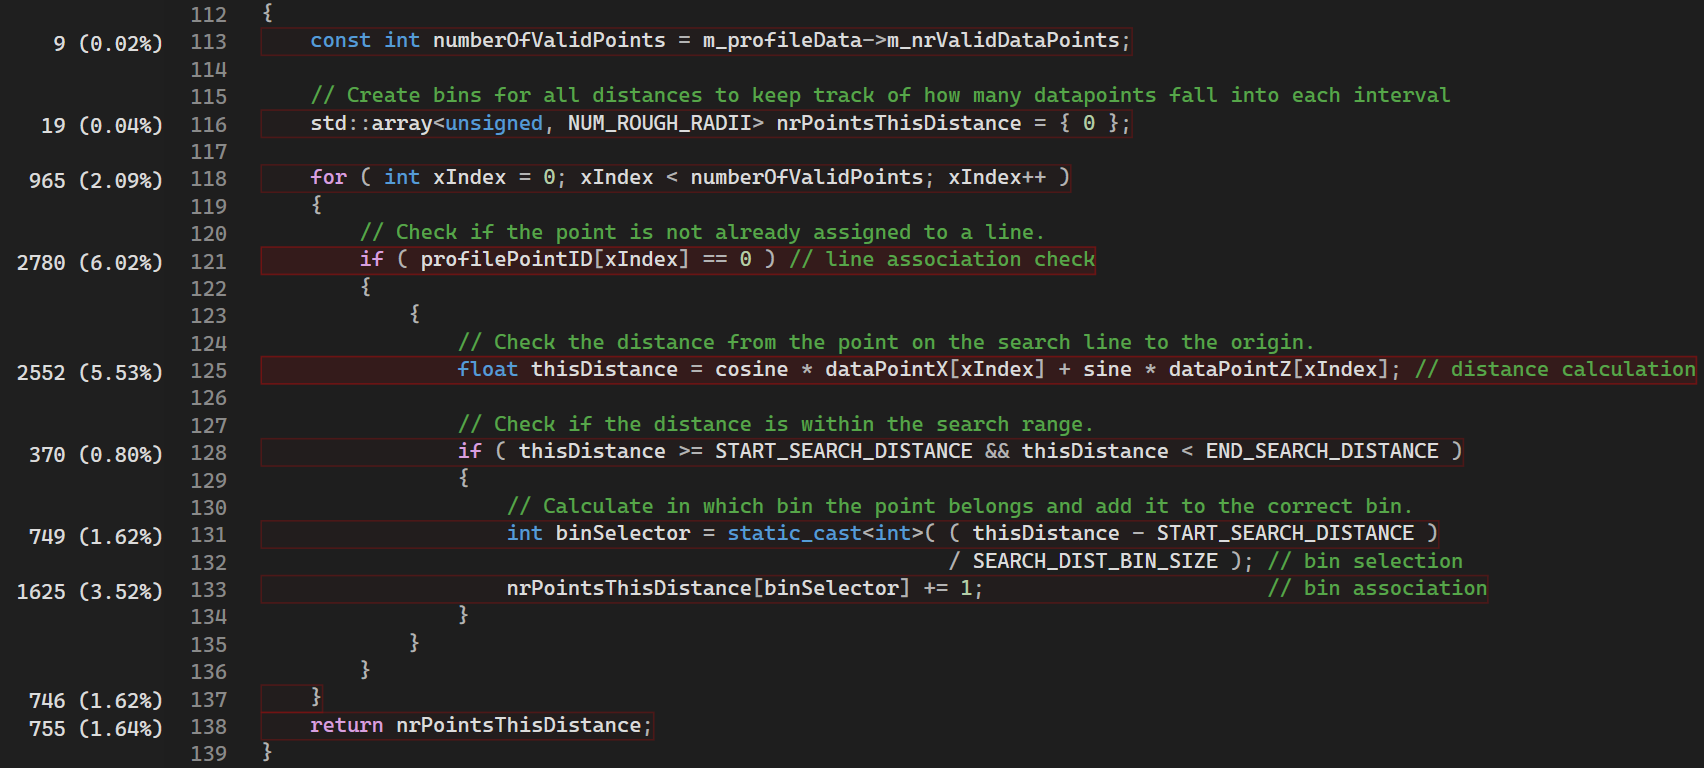 112 {
9 (0.02%) 113 const int numberOfValidPoints = m_profileData->m_nrValidDataPoints;
114
115 // Create bins for all distances to keep track of how many datapoints fall into each interval
19 (0.04%) 116 std::array<unsigned, NUM_ROUGH_RADII> nrPointsThisDistance = { 0 };
117
965 (2.09%) 118 for ( int xIndex = 0; xIndex < numberOfValidPoints; xIndex++ )
119 {
120 // Check if the point is not already assigned to a line.
2780 (6.02%) 121 if ( profilePointID[xIndex] == 0 ) // line association check
122 {
123 {
124 // Check the distance from the point on the search line to the origin.
2552 (5.53%) 125 float thisDistance = cosine * dataPointX[xIndex] + sine * dataPointZ[xIndex]; // distance calculation
126
127 // Check if the distance is within the search range.
370 (0.80%) 128 if ( thisDistance >= START_SEARCH_DISTANCE && thisDistance < END_SEARCH_DISTANCE )
129 {
130 // Calculate in which bin the point belongs and add it to the correct bin.
749 (1.62%) 131 int binSelector = static_cast<int>( ( thisDistance - START_SEARCH_DISTANCE )
132 / SEARCH_DIST_BIN_SIZE ); // bin selection
1625 (3.52%) 133 nrPointsThisDistance[binSelector] += 1; // bin association
134 }
135 }
136 }
746 (1.62%) 137 }
755 (1.64%) 138 return nrPointsThisDistance;
139 }